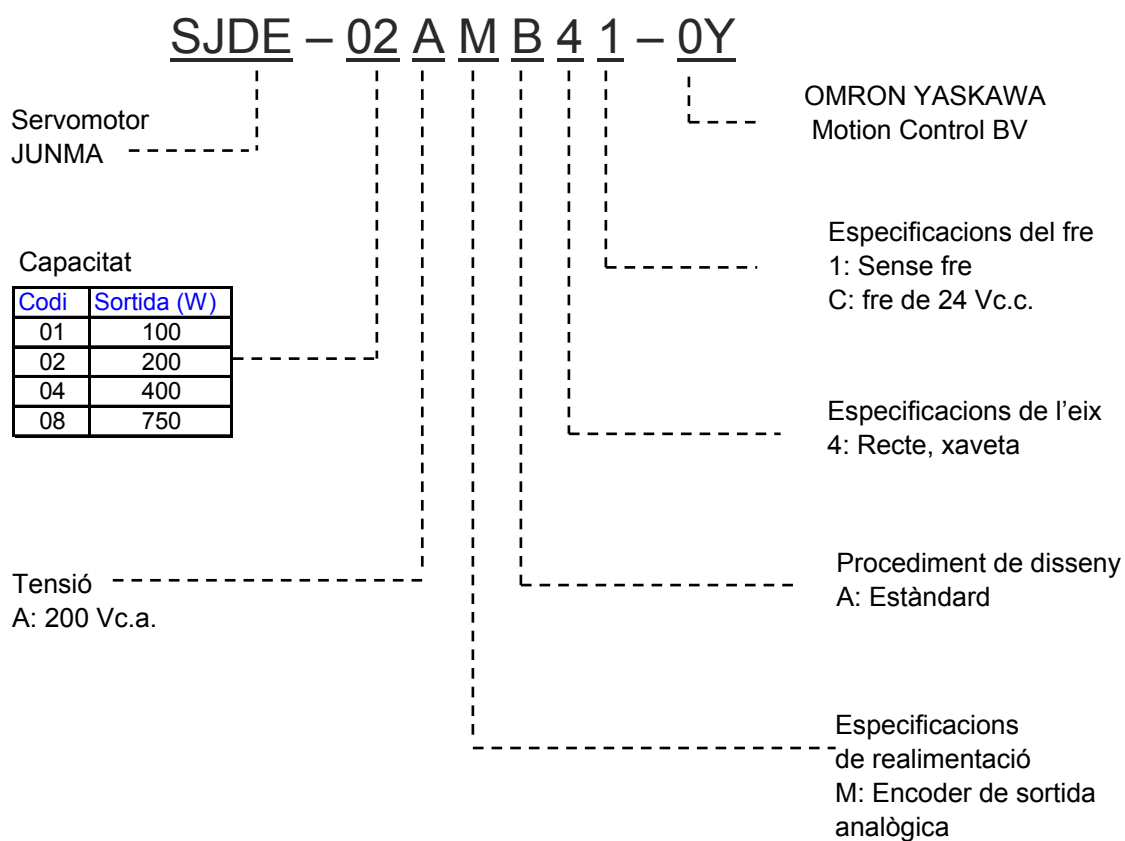 SJDE – 02 A M B 4 1 – 0Y
Servomotor
JUNMA
OMRON YASKAWA
Motion Control BV
Especificacions del fre
1: Sense fre
C: fre de 24 Vc.c.
Capacitat
Codi Sortida (W)
01 100
02 200
04 400
08 750
Especificacions de l’eix
4: Recte, xaveta
Tensió
A: 200 Vc.a.
Procediment de disseny
A: Estàndard
Especificacions
de realimentació
M: Encoder de sortida
analògica